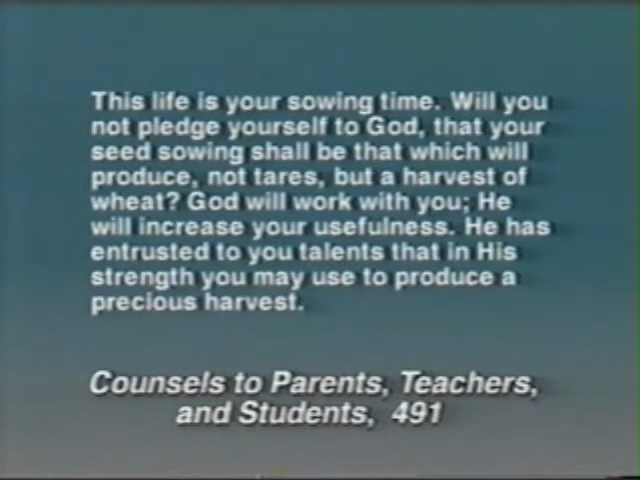 This life is your sowing time. Will you
not pledge yourself to God, that your
seed sowing shall be that which will
produce, not tares, but a harvest of
wheat? God will work with you; He
will increase your usefulness. He has
entrusted to you talents that in His
strength you may use to produce a
precious harvest.
Counsels to Parents, Teachers,
and Students, 491